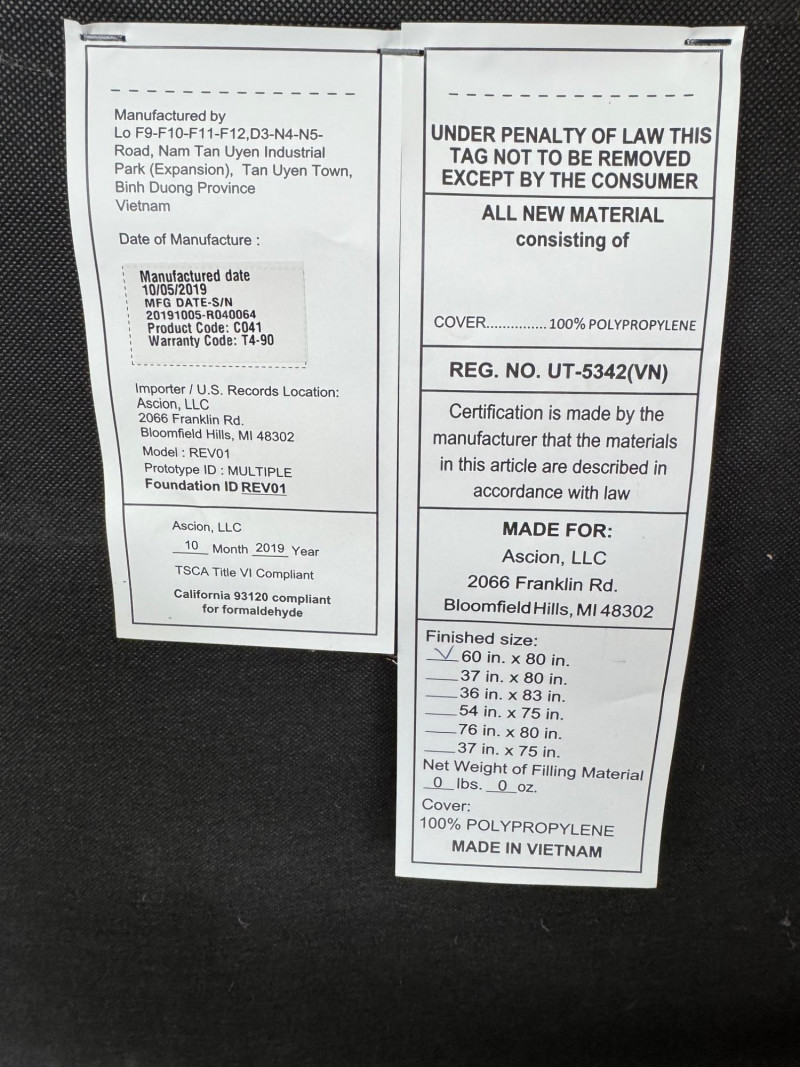 Manufactured by
Lo F9-F10-F11-F12,D3-N4-N5-
Road, Nam Tan Uyen Industrial
Park (Expansion), Tan Uyen Town,
Binh Duong Province
Vietnam
Date of Manufacture :
Manufactured date
10/05/2019
MFG DATE-S/N
20191005-R040064
Product Code: C041
Warranty Code: T4-90
Importer / U.S. Records Location:
Ascion, LLC
2066 Franklin Rd.
Bloomfield Hills, MI 48302
Model : REV01
Prototype ID : MULTIPLE
Foundation ID REV01
Ascion, LLC
10 Month 2019 Year
TSCA Title VI Compliant
California 93120 compliant
for formaldehyde
UNDER PENALTY OF LAW THIS
TAG NOT TO BE REMOVED
EXCEPT BY THE CONSUMER
ALL NEW MATERIAL
consisting of
COVER............... 100% POLYPROPYLENE
REG. NO. UT-5342(VN)
Certification is made by the
manufacturer that the materials
in this article are described in
accordance with law
MADE FOR:
Ascion, LLC
2066 Franklin Rd.
Bloomfield Hills, MI 48302
Finished size:
√ 60 in. x 80 in.
___37 in. x 80 in.
___36 in. x 83 in.
___54 in. x 75 in.
___76 in. x 80 in.
___37 in. x 75 in.
Net Weight of Filling Material
0 lbs. 0 oz.
Cover:
100% POLYPROPYLENE
MADE IN VIETNAM